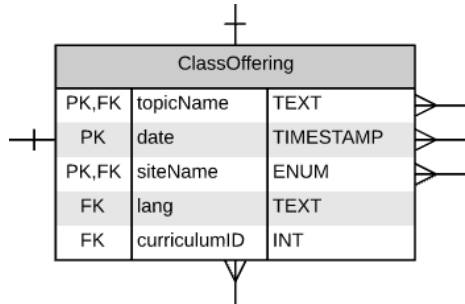 ClassOffering
PK,FK topicName TEXT
PK date TIMESTAMP
PK,FK siteName ENUM
FK lang TEXT
FK curriculumID INT